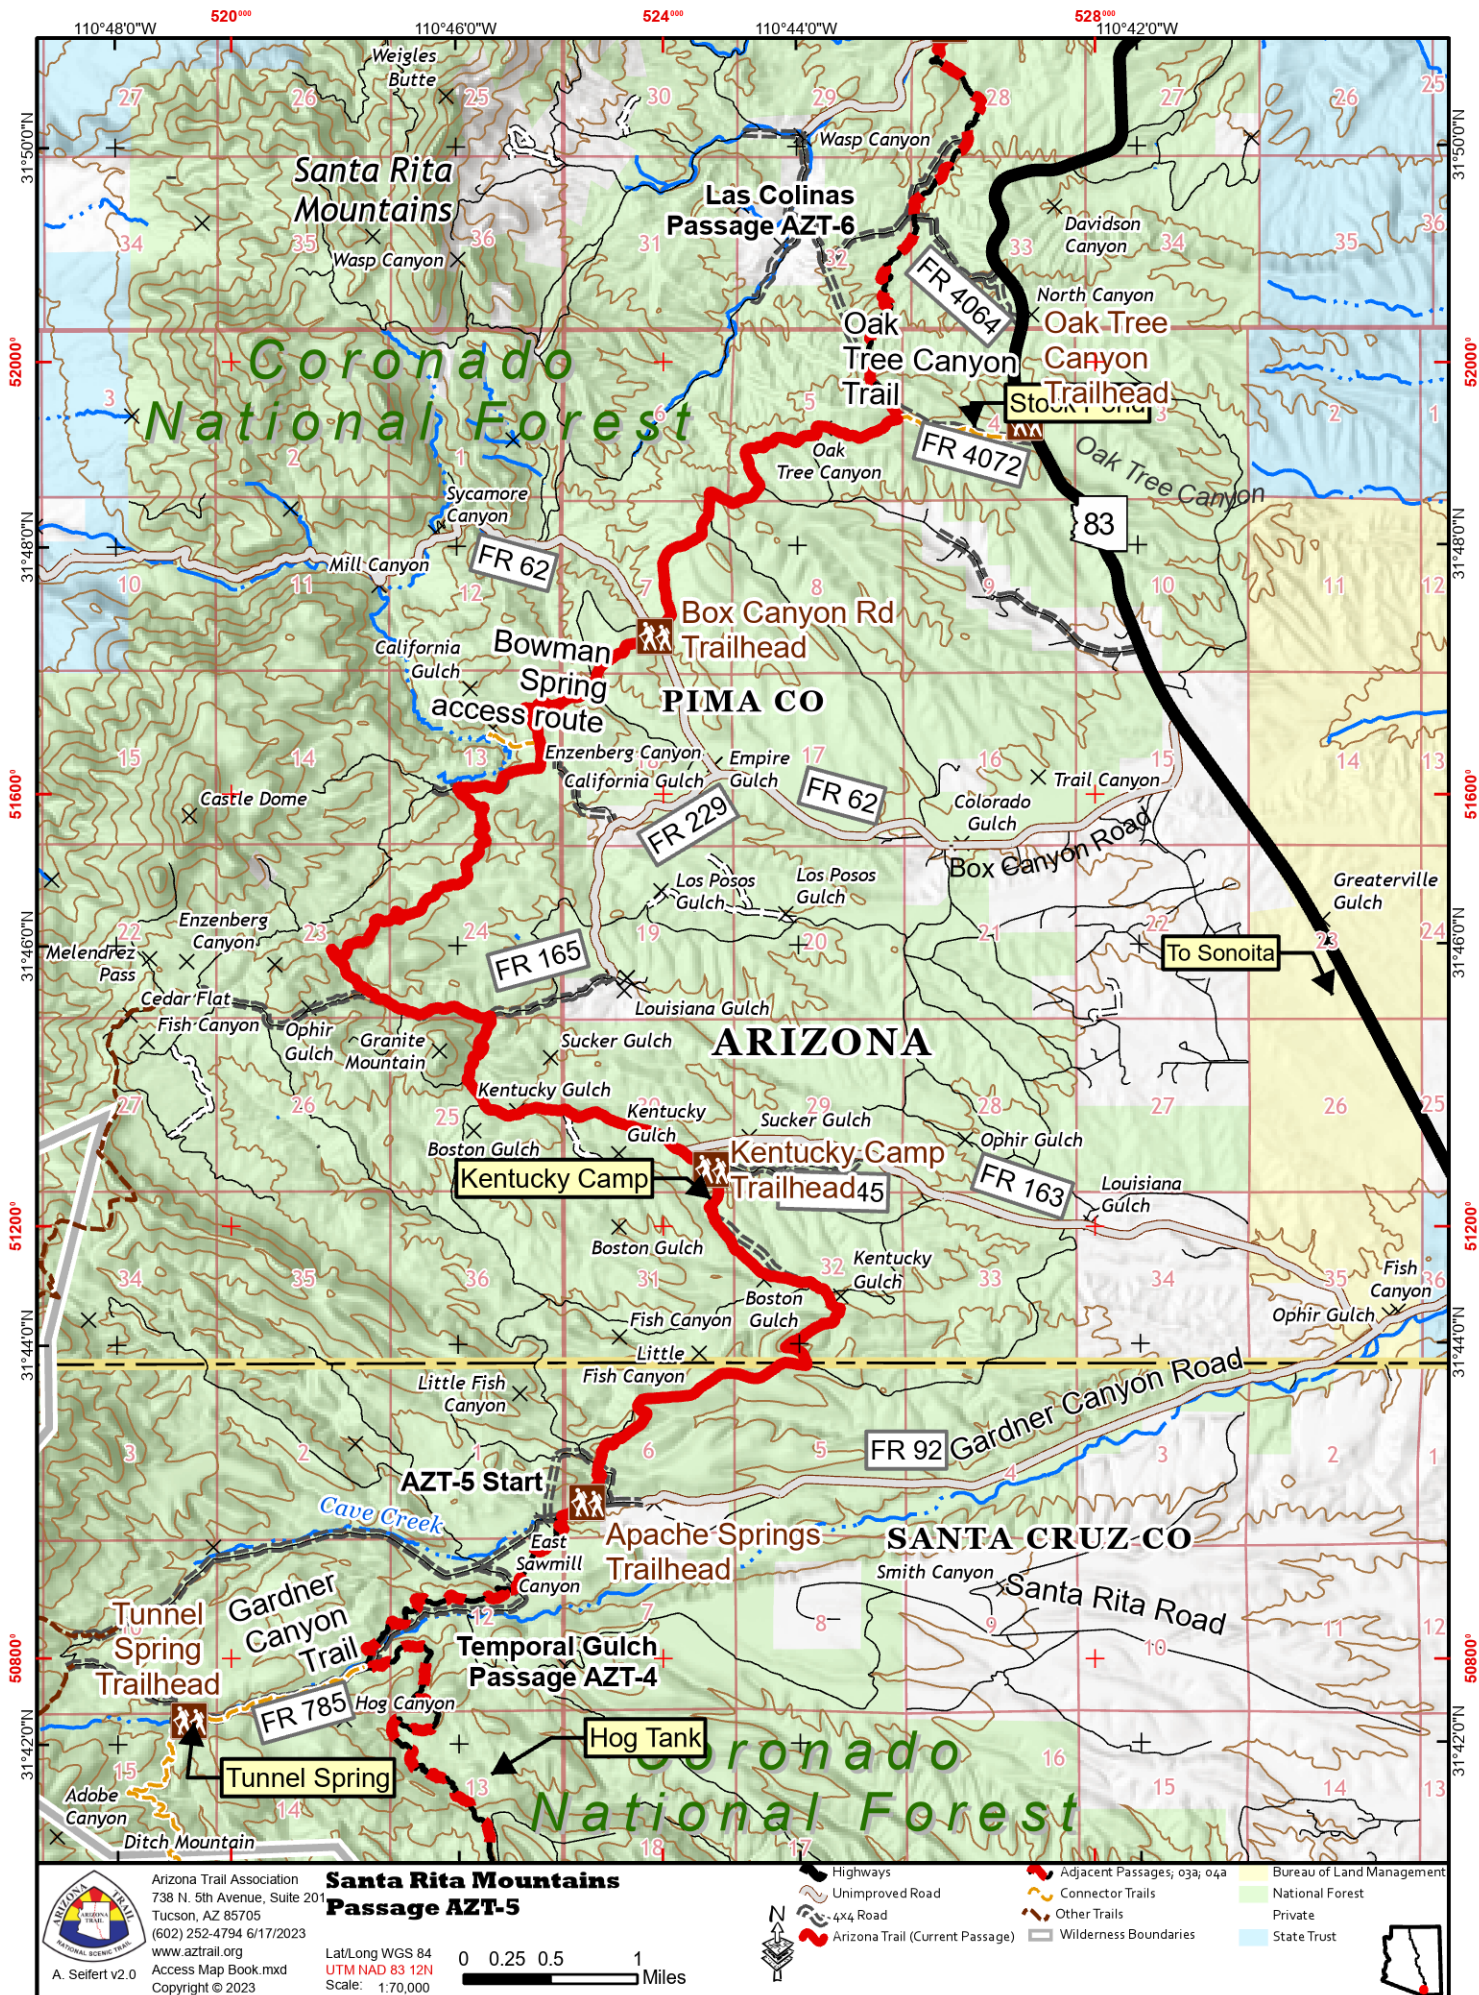 520000
524000
528000
110°48'0"W
110°46'0"W
110°44'0"W
110°42'0"W
Weigles
Butte
27
26
25
30
29
28
27
26
25
31°50'0"N
31°50'0"N
Wasp Canyon
Santa Rita
Mountains
Las Colinas
Passage AZT-6
Davidson
Canyon
34
35
36
31
32
33
34
35
36
Wasp Canyon
FR 4064
North Canyon
Oak
Tree Canyon
Trail
Oak Tree
Canyon
Trailhead
Coronado
National Forest
52000°
52000°
3
2
1
6
5
4
3
2
1
Stock Pond
FR 4072
Oak
Tree Canyon
Oak Tree Canyon
Sycamore
Canyon
83
31°48'0"N
31°48'0"N
Mill Canyon
FR 62
10
11
12
7
8
9
10
11
12
Box Canyon Rd
Trailhead
California
Gulch
Bowman
Spring
access route
PIMA CO
15
14
13
18
17
16
15
14
13
Enzenberg Canyon
California Gulch
Empire
Gulch
Trail Canyon
51600°
51600°
Castle Dome
FR 229
FR 62
Colorado
Gulch
Box Canyon Road
Los Posos
Gulch
Los Posos
Gulch
Greaterville
Gulch
Enzenberg
Canyon
22
23
24
19
20
21
22
23
24
31°46'0"N
31°46'0"N
Melendrez
Pass
FR 165
To Sonoita
Cedar Flat
Fish Canyon
Ophir
Gulch
Granite
Mountain
Louisiana Gulch
Sucker Gulch
ARIZONA
Kentucky Gulch
27
26
25
30
29
28
27
26
25
Kentucky
Gulch
Sucker Gulch
Boston Gulch
Ophir Gulch
Kentucky Camp
Kentucky Camp
Trailhead
45
FR 163
Louisiana
Gulch
51200°
51200°
Boston Gulch
Kentucky
Gulch
34
35
36
31
32
33
34
35
36
Fish
Canyon
Boston
Gulch
Fish Canyon
Ophir Gulch
31°44'0"N
31°44'0"N
Little
Fish Canyon
Little Fish
Canyon
Gardner Canyon Road
FR 92
3
2
1
6
5
4
3
2
1
AZT-5 Start
Cave Creek
Apache Springs
Trailhead
SANTA CRUZ CO
East
Sawmill
Canyon
Smith Canyon
Santa Rita Road
Gardner
Canyon
Trail
Tunnel
Spring
Trailhead
10
12
7
8
9
10
11
12
Temporal Gulch
Passage AZT-4
50800°
50800°
FR 785
Hog Canyon
31°42'0"N
31°42'0"N
Hog Tank
Tunnel Spring
Coronado
National Forest
15
14
13
18
17
16
15
14
13
Adobe
Canyon
Ditch Mountain
ARIZONA TRAIL
ARIZONA
TRAIL
NATIONAL SCENIC TRAIL
A. Seifert v2.0
Arizona Trail Association
738 N. 5th Avenue, Suite 201
Tucson, AZ 85705
(602) 252-4794 6/17/2023
www.aztrail.org
Access Map Book.mxd
Copyright © 2023
Santa Rita Mountains
Passage AZT-5
Lat/Long WGS 84
UTM NAD 83 12N
Scale: 1:70,000
0 0.25 0.5 1
Miles
N
Highways
Unimproved Road
4x4 Road
Arizona Trail (Current Passage)
Adjacent Passages; 03a; 04a
Connector Trails
Other Trails
Wilderness Boundaries
Bureau of Land Management
National Forest
Private
State Trust